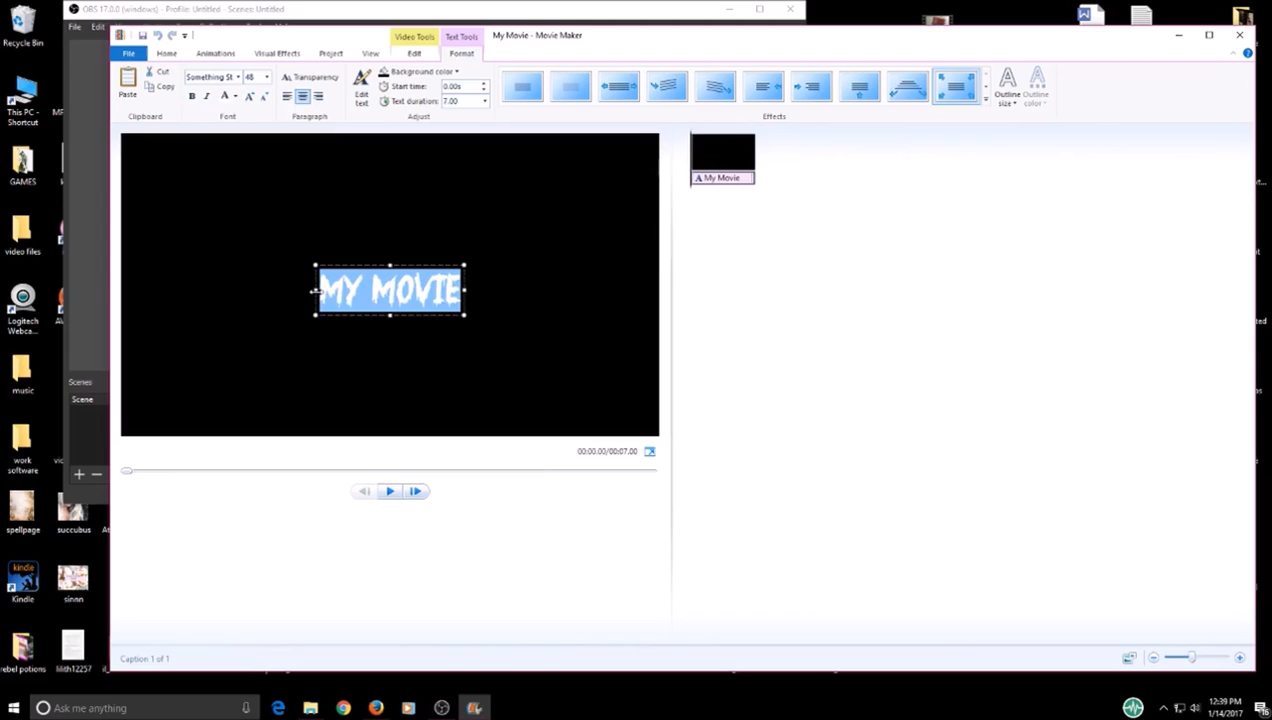 OBS 17.0.0 (windows) - Profile: Untitled - Scenes: Untitled
File Edit
Recycle Bin
This PC - Shortcut
GAMES
video files
Logitech Webca...
music
work software
spellpage
succubus
Kindle
sinnn
rebel potions
lilith12257
Scenes
Scene
Video Tools
Text Tools
My Movie - Movie Maker
File
Home
Animations
Visual Effects
Project
View
Edit
Format
Paste
Cut
Copy
Clipboard
Something St
48
B I A A A
Font
Transparency
Paragraph
Edit text
Background color
Start time: 0.00s
Text duration: 7.00
Adjust
Effects
Outline size
Outline color
MY MOVIE
A My Movie
00:00.00/00:07.00
Caption 1 of 1
kindle
Ask me anything
12:39 PM
1/14/2017